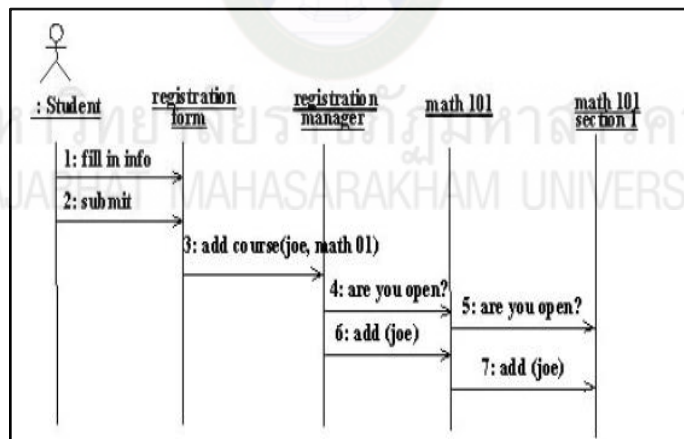 : Student
registration
form
registration
manager
math 101
math 101
section 1
1: fill in info
2: submit
3: add course(joe, math 01)
4: are you open?
5: are you open?
6: add (joe)
7: add (joe)
MAHASARAKHAM UNIVERS